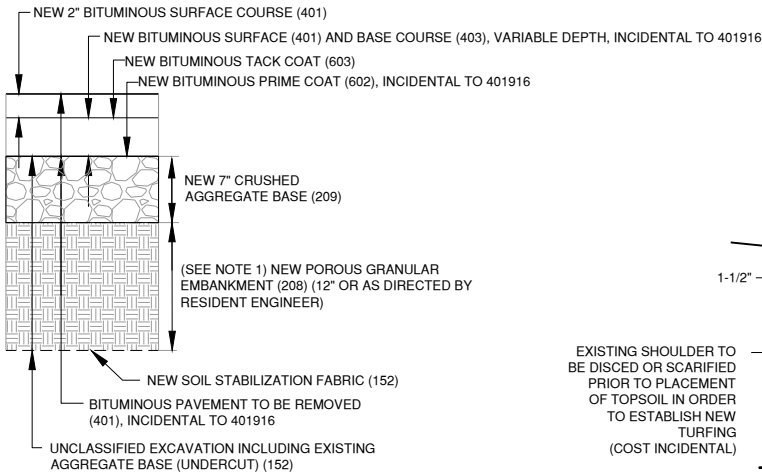 NEW 2" BITUMINOUS SURFACE COURSE (401)
NEW BITUMINOUS SURFACE (401) AND BASE COURSE (403), VARIABLE DEPTH, INCIDENTAL TO 401916
NEW BITUMINOUS TACK COAT (603)
NEW BITUMINOUS PRIME COAT (602), INCIDENTAL TO 401916
NEW 7" CRUSHED
AGGREGATE BASE (209)
(SEE NOTE 1) NEW POROUS GRANULAR
EMBANKMENT (208) (12" OR AS DIRECTED BY
RESIDENT ENGINEER)
NEW SOIL STABILIZATION FABRIC (152)
BITUMINOUS PAVEMENT TO BE REMOVED
(401), INCIDENTAL TO 401916
UNCLASSIFIED EXCAVATION INCLUDING EXISTING
AGGREGATE BASE (UNDERCUT) (152)
1-1/2"
EXISTING SHOULDER TO
BE DISCED OR SCARIFIED
PRIOR TO PLACEMENT
OF TOPSOIL IN ORDER
TO ESTABLISH NEW
TURFING
(COST INCIDENTAL)